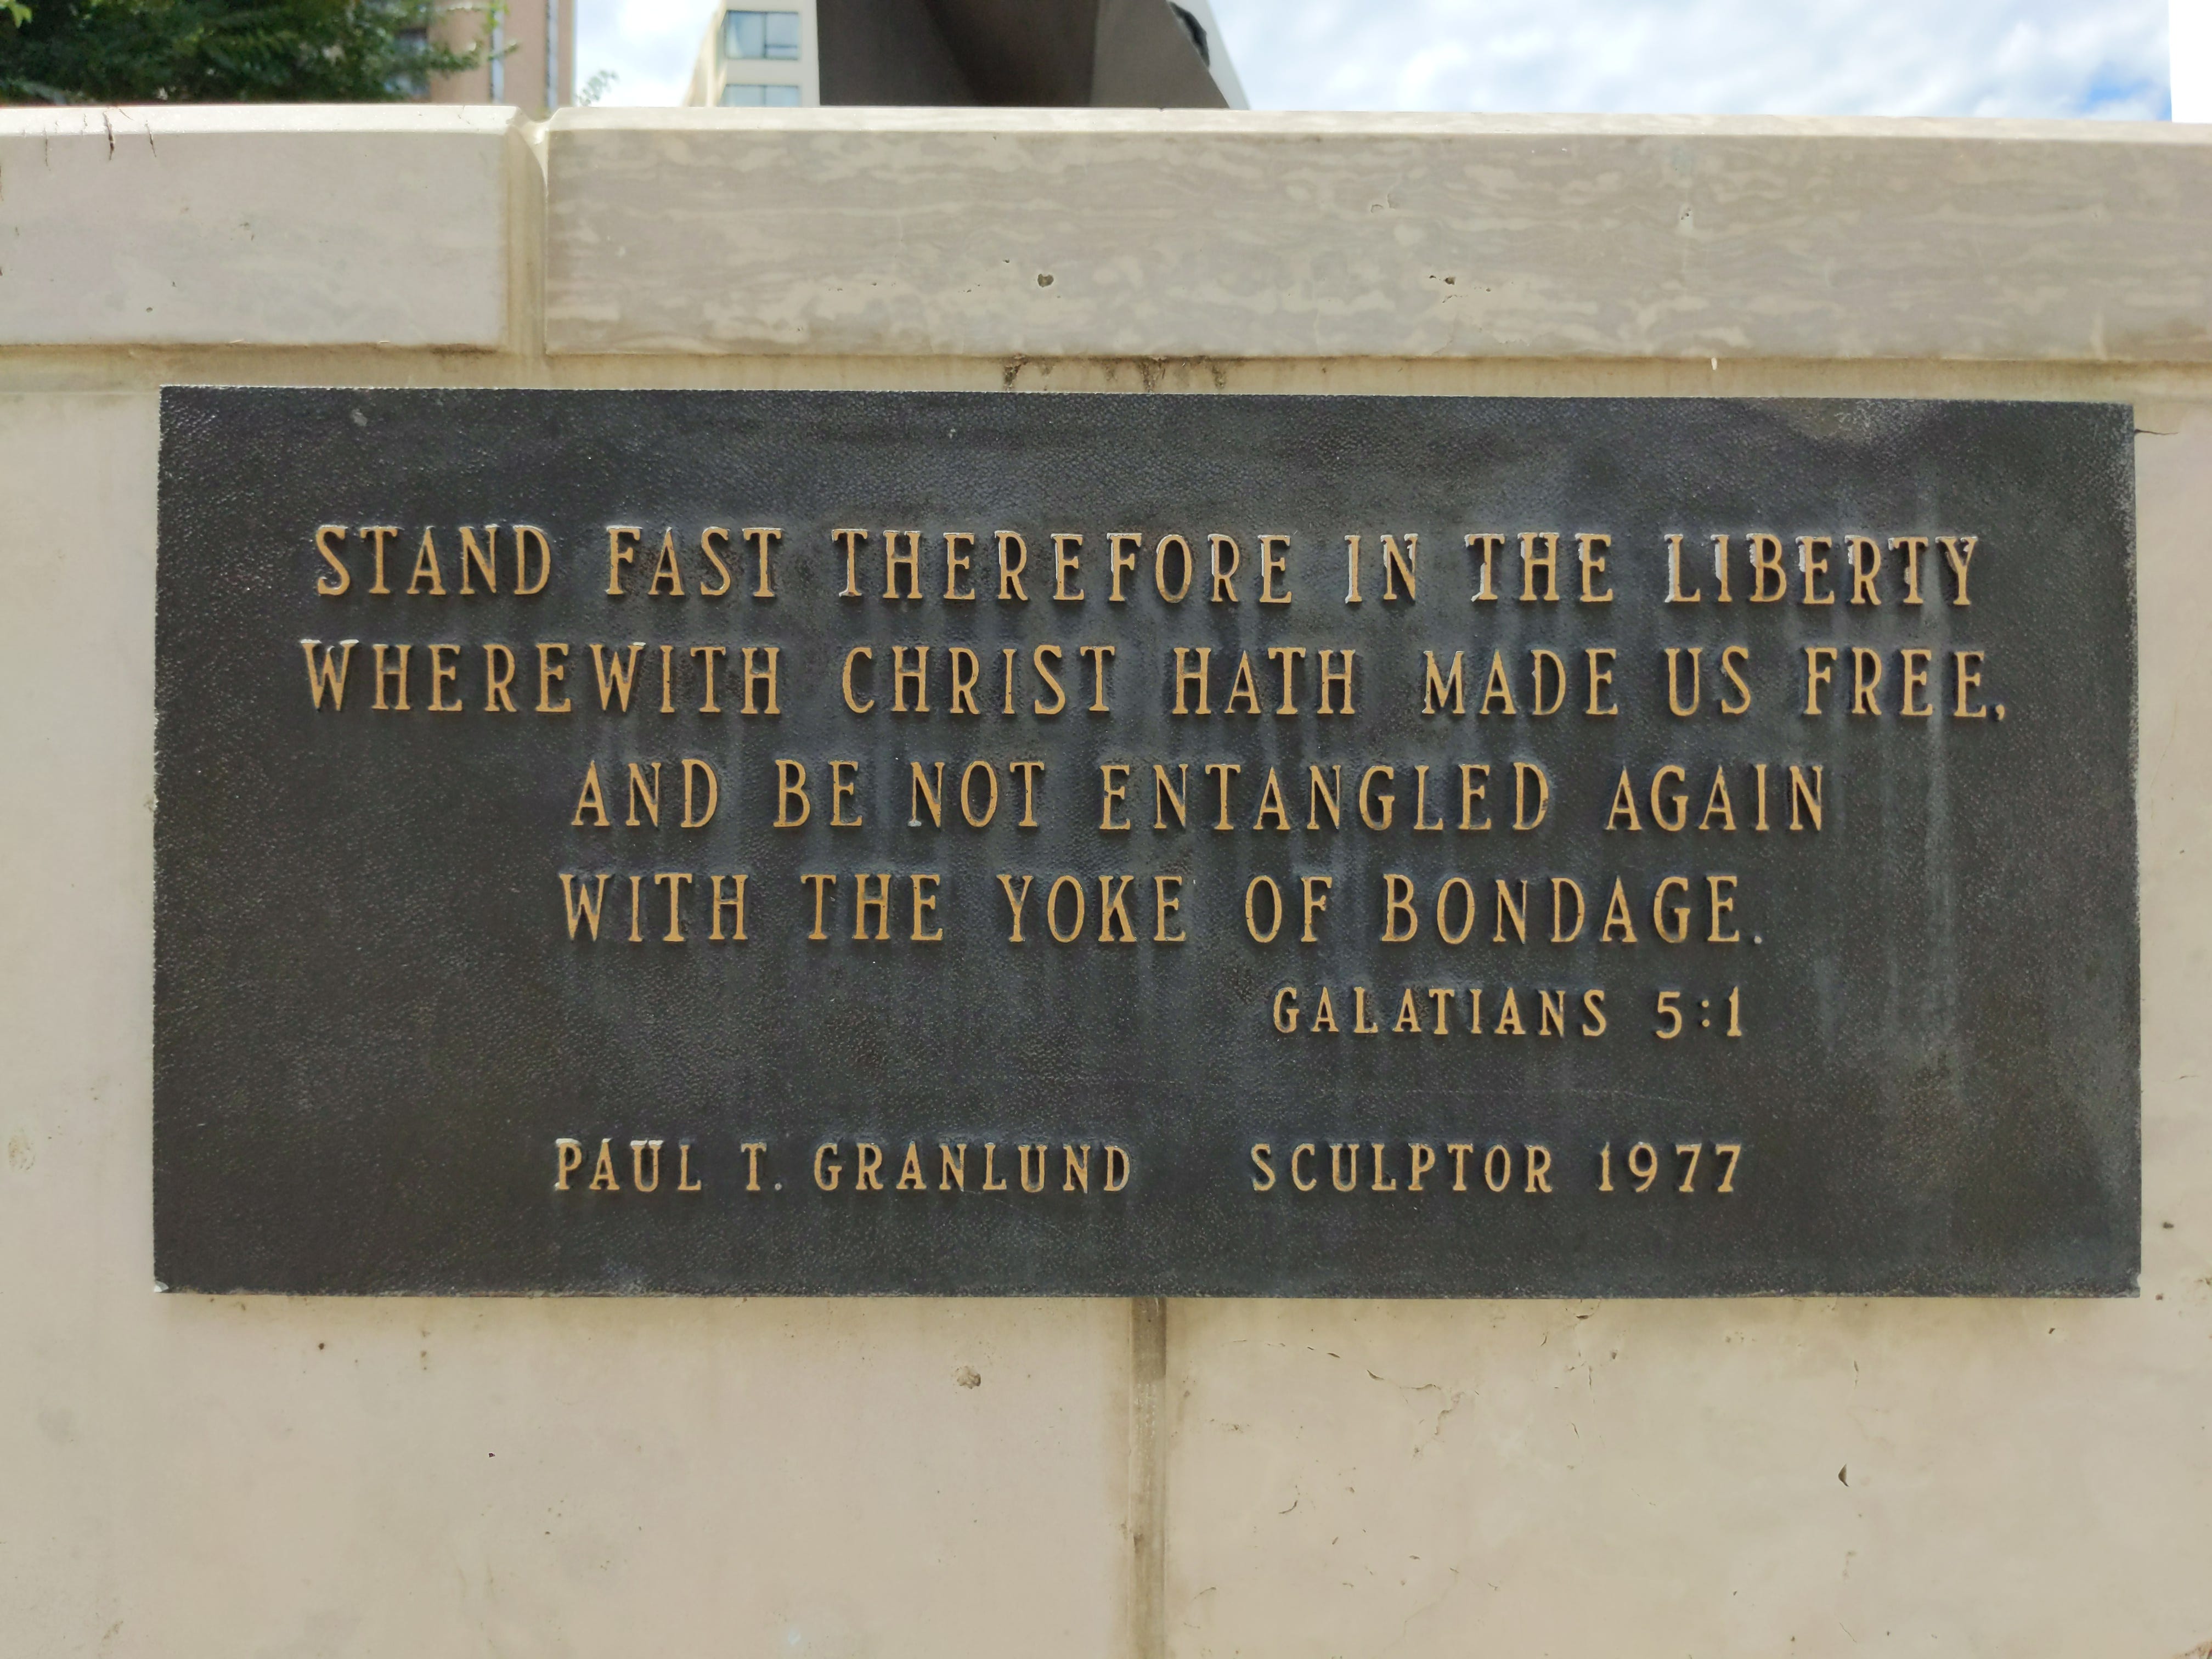 STAND FAST THEREFORE IN THE LIBERTY
WHEREWITH CHRIST HATH MADE US FREE,
AND BE NOT ENTANGLED AGAIN
WITH THE YOKE OF BONDAGE.
GALATIANS 5:1
PAUL T. GRANLUND SCULPTOR 1977